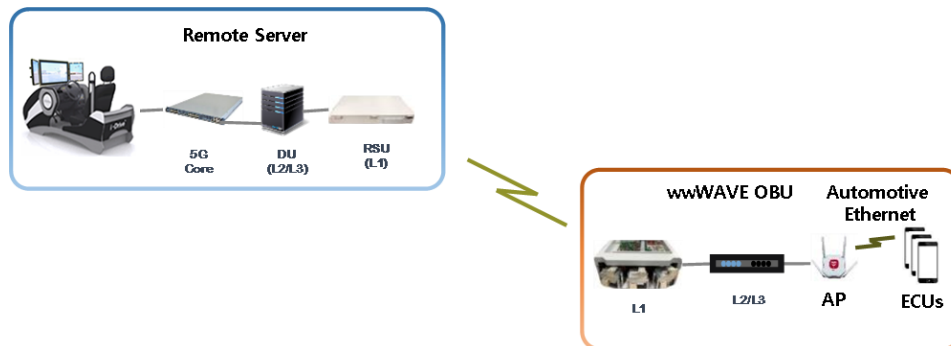 Remote Server
5G
Core
DU
(L2/L3)
RSU
(L1)
wwWAVE OBU
Automotive
Ethernet
L1
L2/L3
AP
ECUs